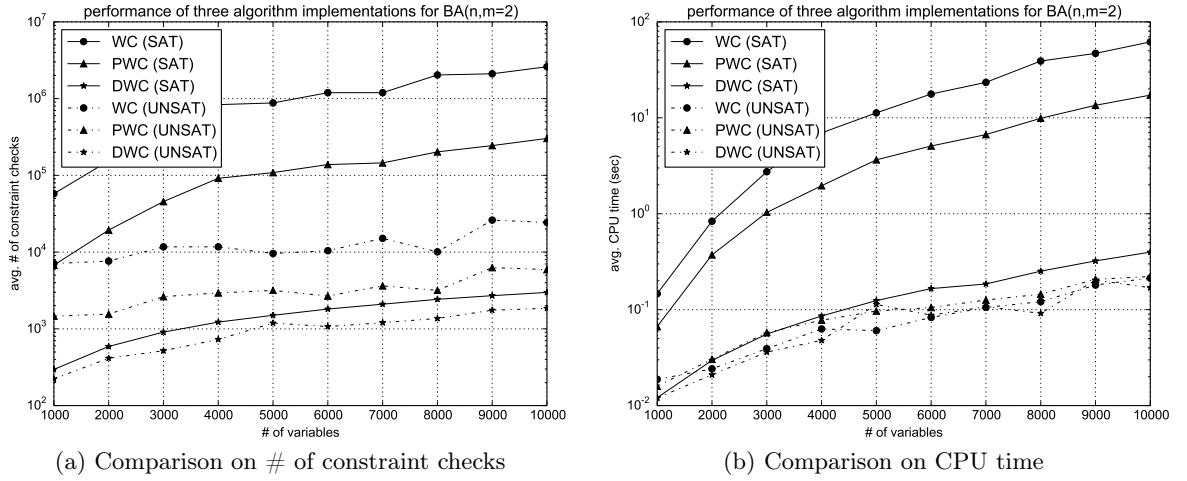 performance of three algorithm implementations for BA(n,m=2)
10^7
10^6
10^5
10^4
10^3
10^2
avg. # of constraint checks
WC (SAT)
PWC (SAT)
DWC (SAT)
WC (UNSAT)
PWC (UNSAT)
DWC (UNSAT)
1000 2000 3000 4000 5000 6000 7000 8000 9000 10000
# of variables
(a) Comparison on # of constraint checks
performance of three algorithm implementations for BA(n,m=2)
10^2
10^1
10^0
10^-1
10^-2
avg. CPU time (sec)
WC (SAT)
PWC (SAT)
DWC (SAT)
WC (UNSAT)
PWC (UNSAT)
DWC (UNSAT)
1000 2000 3000 4000 5000 6000 7000 8000 9000 10000
# of variables
(b) Comparison on CPU time